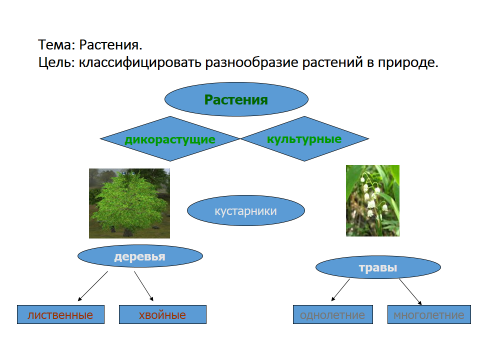 Тема: Растения.
Цель: классифицировать разнообразие растений в природе.
Растения
дикорастущие
культурные
кустарники
деревья
травы
лиственные
хвойные
однолетние
многолетние